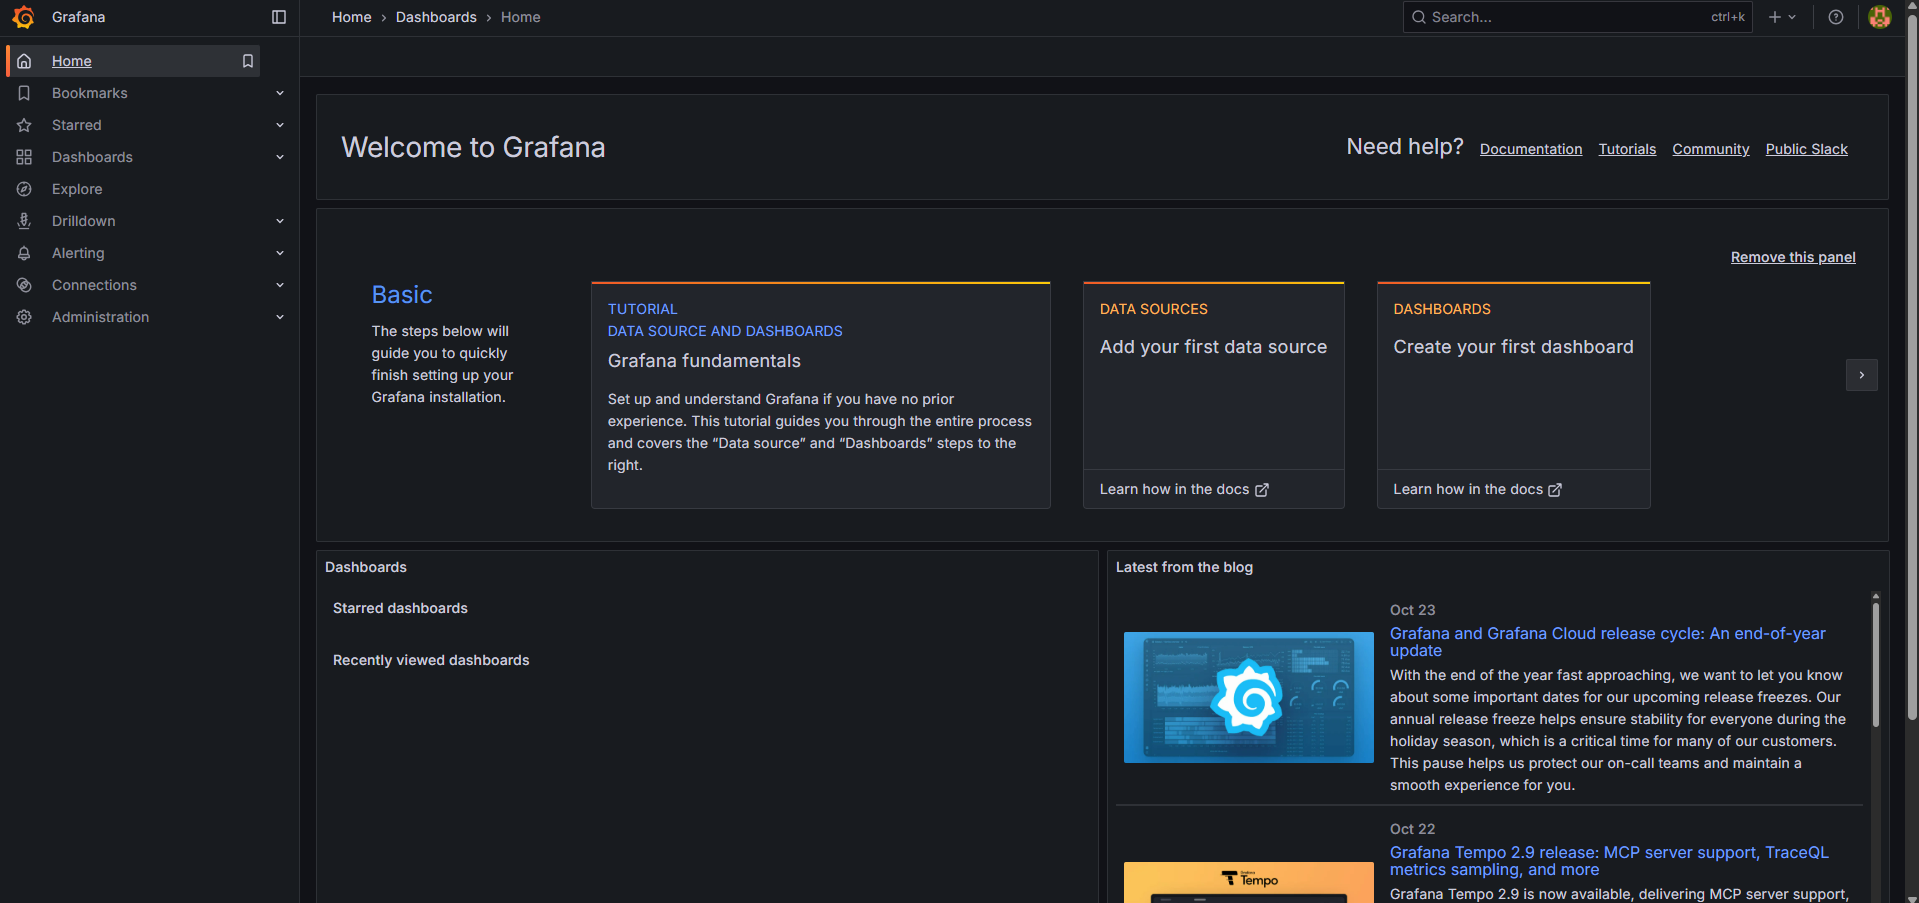 Grafana
Home › Dashboards › Home
Search...
ctrl+k
Home
Bookmarks
Starred
Dashboards
Explore
Drilldown
Alerting
Connections
Administration
Welcome to Grafana
Need help? Documentation Tutorials Community Public Slack
Remove this panel
Basic
The steps below will
guide you to quickly
finish setting up your
Grafana installation.
TUTORIAL
DATA SOURCE AND DASHBOARDS
Grafana fundamentals
Set up and understand Grafana if you have no prior
experience. This tutorial guides you through the entire process
and covers the “Data source” and “Dashboards” steps to the
right.
DATA SOURCES
Add your first data source
Learn how in the docs
DASHBOARDS
Create your first dashboard
Learn how in the docs
Dashboards
Starred dashboards
Recently viewed dashboards
Latest from the blog
Oct 23
Grafana and Grafana Cloud release cycle: An end-of-year
update
With the end of the year fast approaching, we want to let you know
about some important dates for our upcoming release freezes. Our
annual release freeze helps ensure stability for everyone during the
holiday season, which is a critical time for many of our customers.
This pause helps us protect our on-call teams and maintain a
smooth experience for you.
Oct 22
Grafana Tempo 2.9 release: MCP server support, TraceQL
metrics sampling, and more
Grafana Tempo 2.9 is now available, delivering MCP server support,
Grafana
Tempo